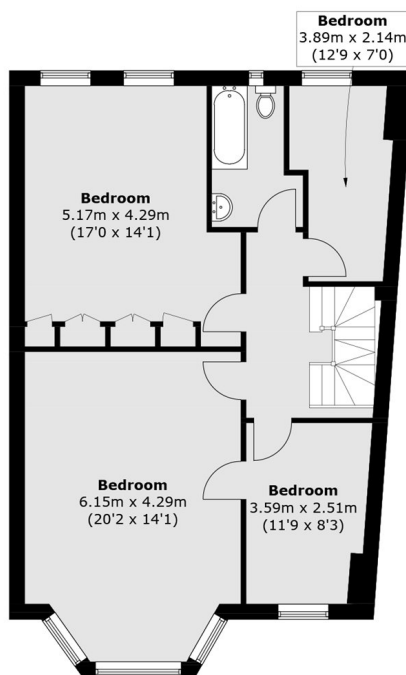 Bedroom
3.89m x 2.14m
(12'9 x 7'0)
Bedroom
5.17m x 4.29m
(17'0 x 14'1)
Bedroom
6.15m x 4.29m
(20'2 x 14'1)
Bedroom
3.59m x 2.51m
(11'9 x 8'3)